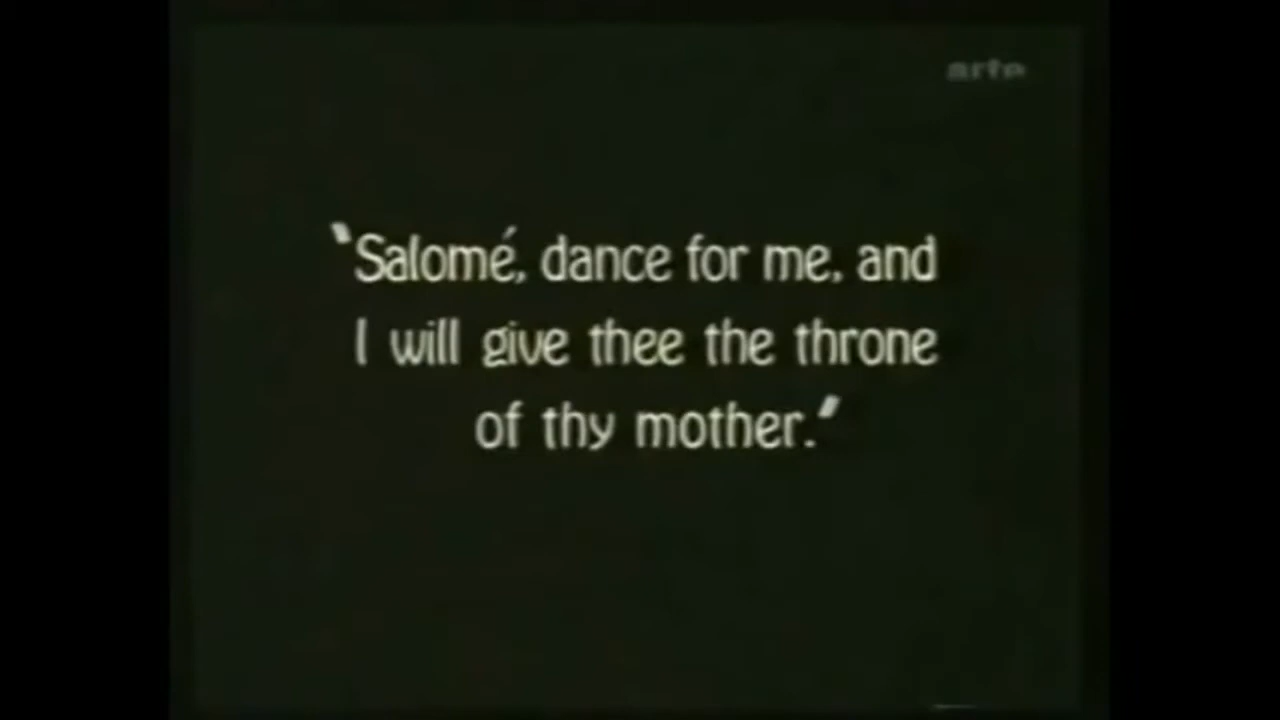 arte
"Salomé, dance for me, and
I will give thee the throne
of thy mother."